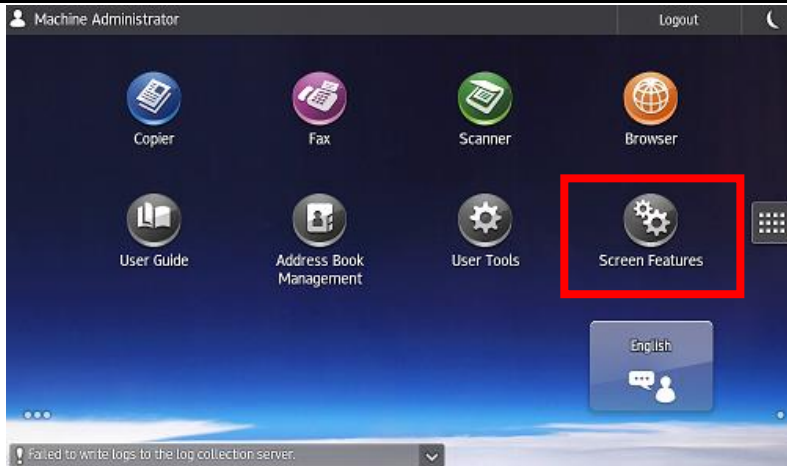 Machine Administrator
Logout
Copier
Fax
Scanner
Browser
User Guide
Address Book
Management
User Tools
Screen Features
English
Failed to write logs to the log collection server.